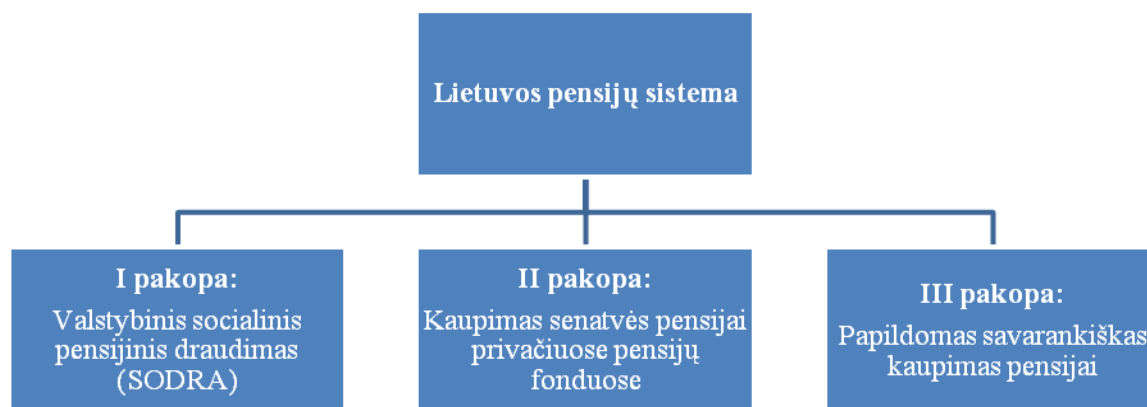 Lietuvos pensijų sistema
I pakopa:
Valstybinis socialinis
pensijinis draudimas
(SODRA)
II pakopa:
Kaupimas senatvės pensijai
privačiuose pensijų
fonduose
III pakopa:
Papildomas savarankiškas
kaupimas pensijai